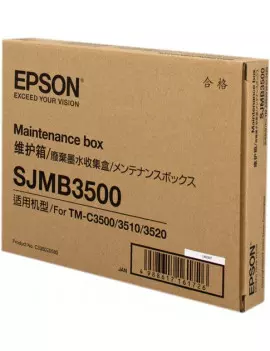 EPSON
EXCEED YOUR VISION
合格
Maintenance box
维护箱/廢棄墨水收集盒/メンテナンスボックス
SJMB3500
适用机型/For TM-C3500/3510/3520
JAN